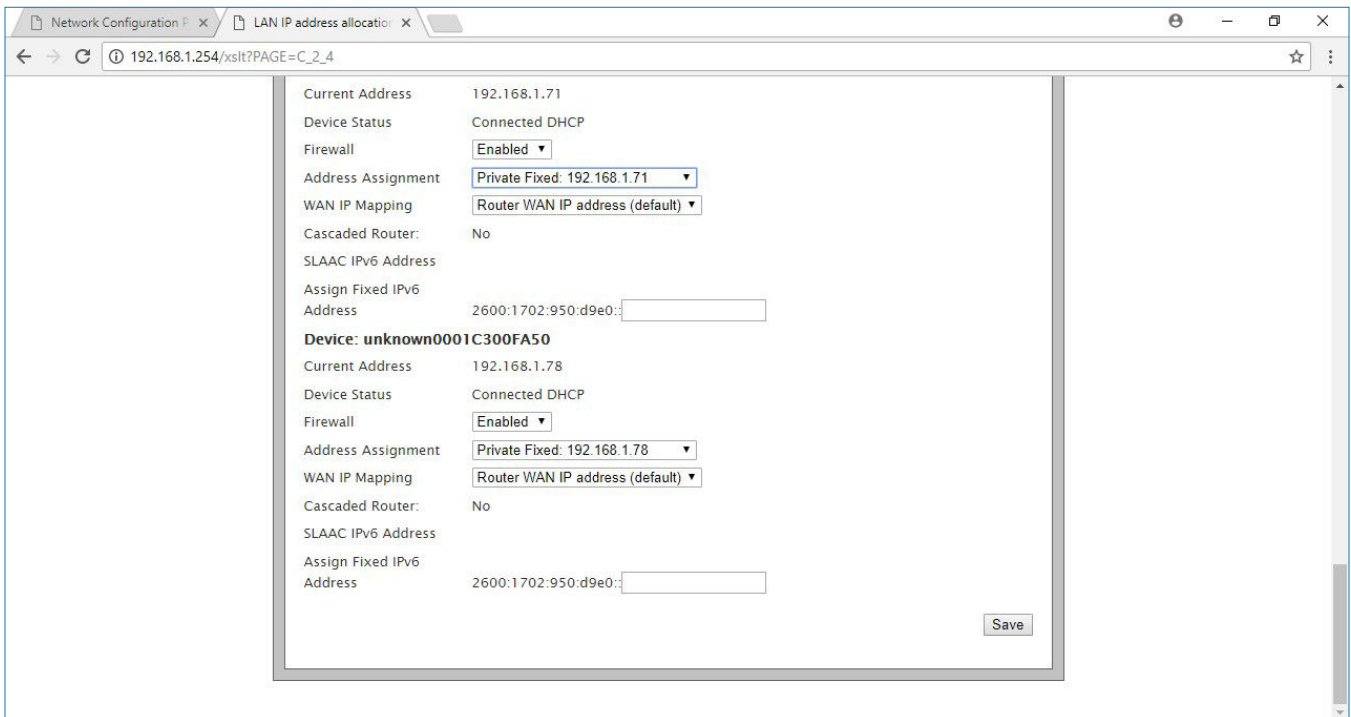 Network Configuration P
LAN IP address allocation
192.168.1.254/xslt?PAGE=C_2_4
Current Address 192.168.1.71
Device Status Connected DHCP
Firewall Enabled
Address Assignment Private Fixed: 192.168.1.71
WAN IP Mapping Router WAN IP address (default)
Cascaded Router: No
SLAAC IPv6 Address
Assign Fixed IPv6
Address 2600:1702:950:d9e0::
Device: unknown0001C300FA50
Current Address 192.168.1.78
Device Status Connected DHCP
Firewall Enabled
Address Assignment Private Fixed: 192.168.1.78
WAN IP Mapping Router WAN IP address (default)
Cascaded Router: No
SLAAC IPv6 Address
Assign Fixed IPv6
Address 2600:1702:950:d9e0::
Save